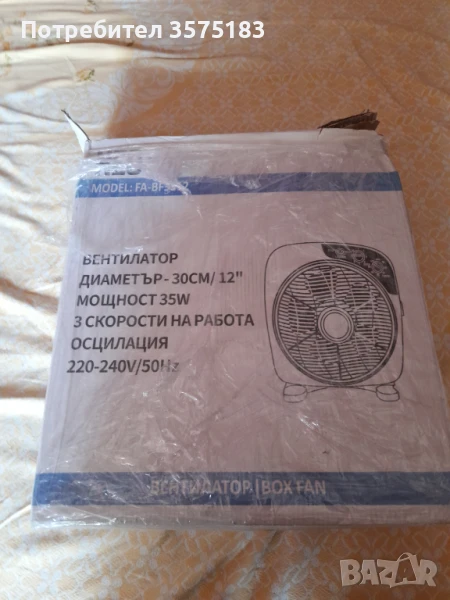 Потребител 3575183
MODEL:
ВЕНТИЛАТОР
ДИАМЕТЪР - 30СМ/ 12"
МОЩНОСТ 35W
3 СКОРОСТИ НА РАБОТА
ОСЦИЛАЦИЯ
220-240V/50Hz
ВЕНТИЛАТОР | BOX FAN
BAZAR